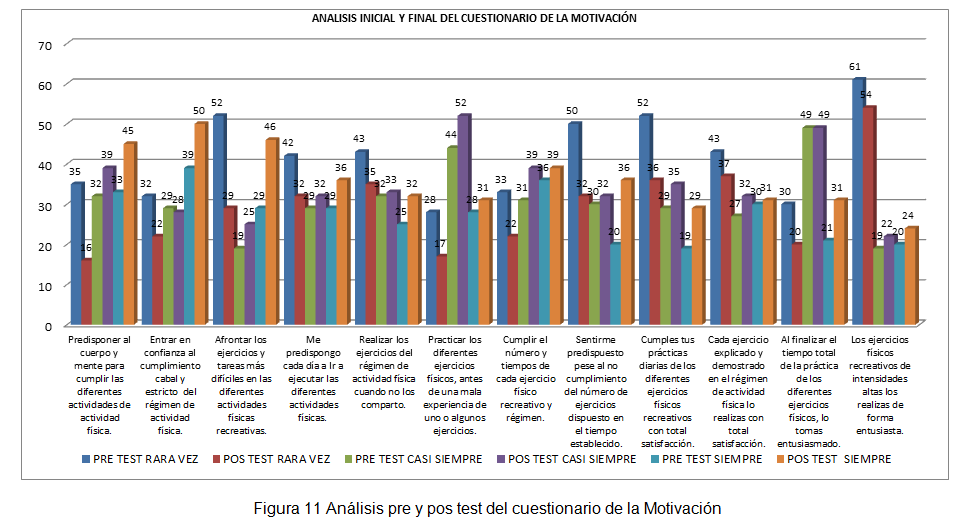 ANALISIS INICIAL Y FINAL DEL CUESTIONARIO DE LA MOTIVACIÓN
70
60
50
40
30
20
10
0
35 16 32 39 33 45
32 22 29 28 39 50
52 29 19 25 29 46
42 32 29 32 29 36
43 35 32 33 25 32
28 17 44 52 28 31
33 22 31 39 36 39
50 32 30 32 20 36
52 36 29 35 19 29
43 37 27 32 30 31
30 20 49 49 21 31
61 54 19 22 20 24
Predisponer al
cuerpo y
mente para
cumplir las
diferentes
actividades de
actividad
física.
Entrar en
confianza al
cumplimiento
cabal y
estricto del
régimen de
actividad
física.
Afrontar los
ejercicios y
tareas más
difíciles en las
diferentes
actividades
físicas
recreativas.
Me
predispongo
cada día a Ir a
ejecutar las
diferentes
actividades
físicas.
Realizar los
ejercicios del
régimen de
actividad física
cuando no los
comparto.
Practicar los
diferentes
ejercicios
físicos, antes
de una mala
experiencia de
uno o algunos
ejercicios.
Cumplir el
número y
tiempos de
cada ejercicio
físico
recreativo y
régimen.
Sentirme
predispuesto
pese al no
cumplimiento
del número de
ejercicios
dispuesto en
el tiempo
establecido.
Cumples tus
prácticas
diarias de los
diferentes
ejercicios
físicos
recreativos
con total
satisfacción.
Cada ejercicio
explicado y
demostrado
en el régimen
de actividad
física lo
realizas con
total
satisfacción.
Al finalizar el
tiempo total
de la práctica
de los
diferentes
ejercicios
físicos, lo
tomas
entusiasmado.
Los ejercicios
físicos
recreativos de
intensidades
altas los
realizas de
forma
entusiasta.
PRE TEST RARA VEZ POS TEST RARA VEZ PRE TEST CASI SIEMPRE POS TEST CASI SIEMPRE PRE TEST SIEMPRE POS TEST SIEMPRE
Figura 11 Análisis pre y pos test del cuestionario de la Motivación